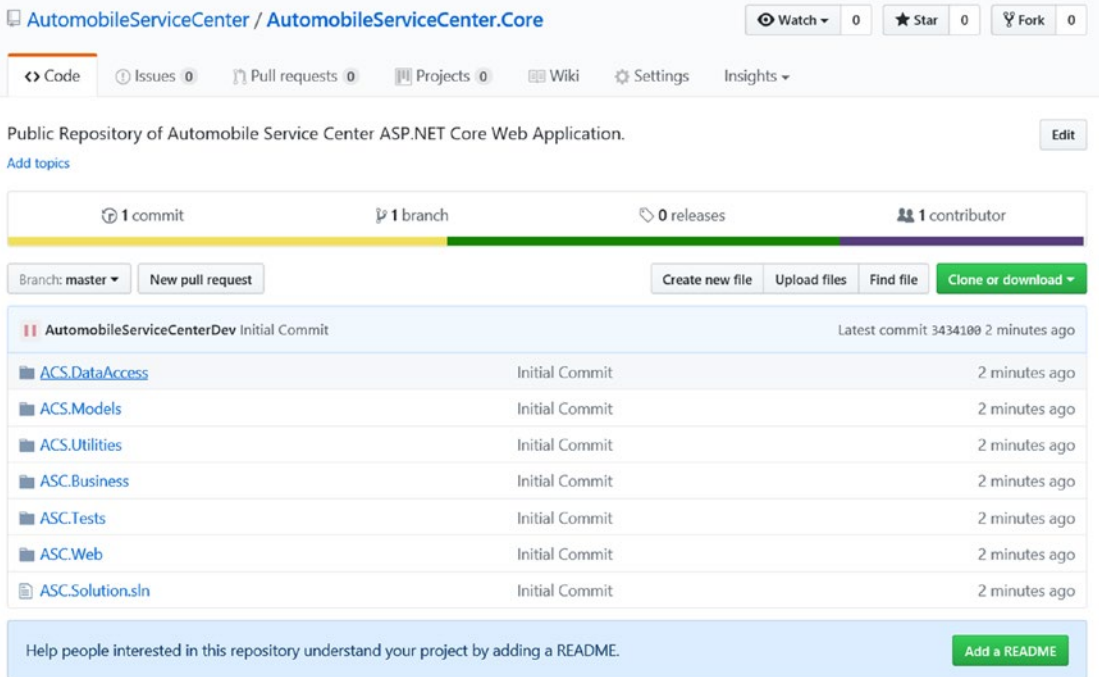 AutomobileServiceCenter / AutomobileServiceCenter.Core Watch 0 Star 0 Fork 0
Code Issues 0 Pull requests 0 Projects 0 Wiki Settings Insights
Public Repository of Automobile Service Center ASP.NET Core Web Application. Edit
Add topics
1 commit 1 branch 0 releases 1 contributor
Branch: master New pull request Create new file Upload files Find file Clone or download
AutomobileServiceCenterDev Initial Commit Latest commit 3434100 2 minutes ago
ACS.DataAccess Initial Commit 2 minutes ago
ACS.Models Initial Commit 2 minutes ago
ACS.Utilities Initial Commit 2 minutes ago
ASC.Business Initial Commit 2 minutes ago
ASC.Tests Initial Commit 2 minutes ago
ASC.Web Initial Commit 2 minutes ago
ASC.Solution.sln Initial Commit 2 minutes ago
Help people interested in this repository understand your project by adding a README. Add a README